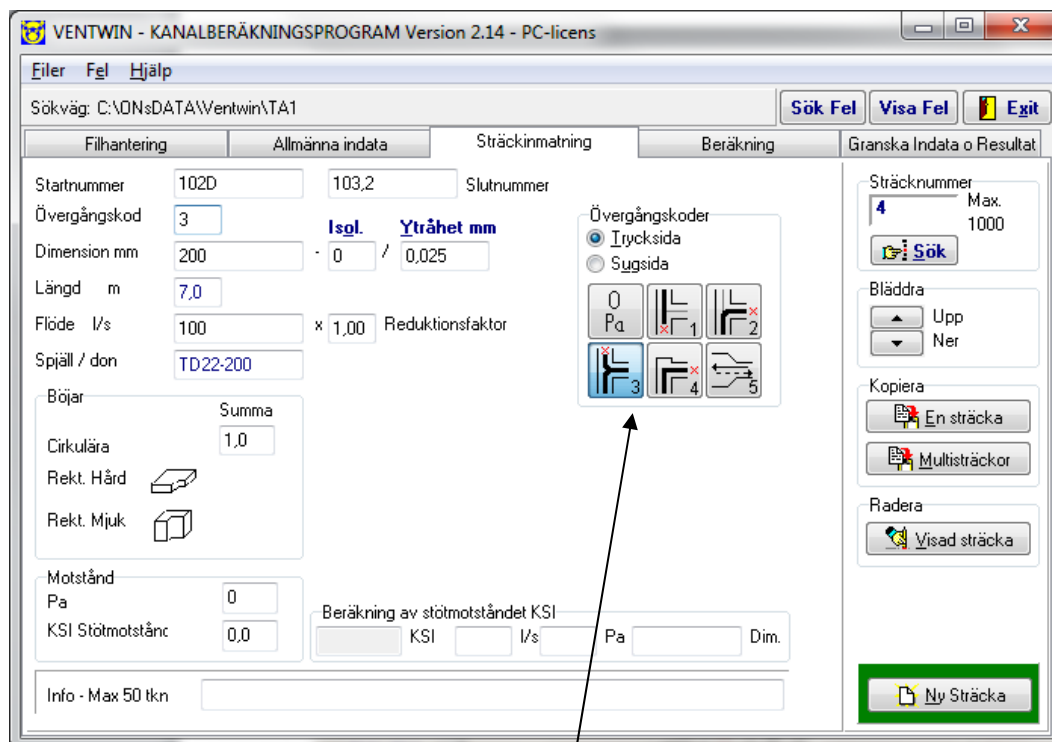 VENTWIN - KANALBERÄKNINGSPROGRAM Version 2.14 - PC-licens
Filer Fel Hjälp
Sökväg: C:\ONsDATA\Ventwin\TA1 Sök Fel Visa Fel Exit
Filhantering Allmänna indata Sträckinmatning Beräkning Granska Indata o Resultat
Startnummer 102D 103,2 Slutnummer
Övergångskod 3
Isol. Ytråhet mm
Dimension mm 200 - 0 / 0,025
Längd m 7,0
Flöde l/s 100 x 1,00 Reduktionsfaktor
Spjäll / don TD22-200
Böjar
Summa
Cirkulära 1,0
Rekt. Hård
Rekt. Mjuk
Motstånd
Pa 0
KSI Stötmotstånd 0,0
Beräkning av stötmotståndet KSI
KSI l/s Pa Dim.
Info - Max 50 tkn
Övergångskoder
Trycksida
Sugsida
0 Pa 1 2
3 4 5
Sträcknummer
4 Max. 1000
Sök
Bläddra
Upp
Ner
Kopiera
En sträcka
Multisträckor
Radera
Visad sträcka
Ny Sträcka